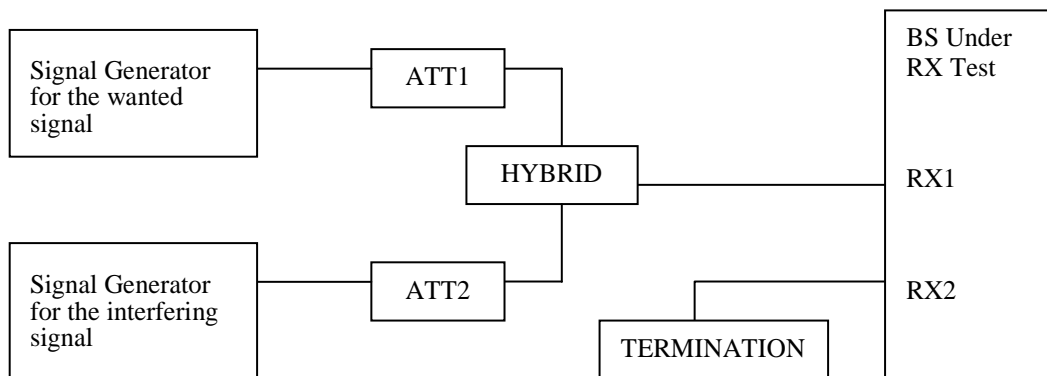 Signal Generator
for the wanted
signal
ATT1
HYBRID
BS Under
RX Test
RX1
Signal Generator
for the interfering
signal
ATT2
RX2
TERMINATION